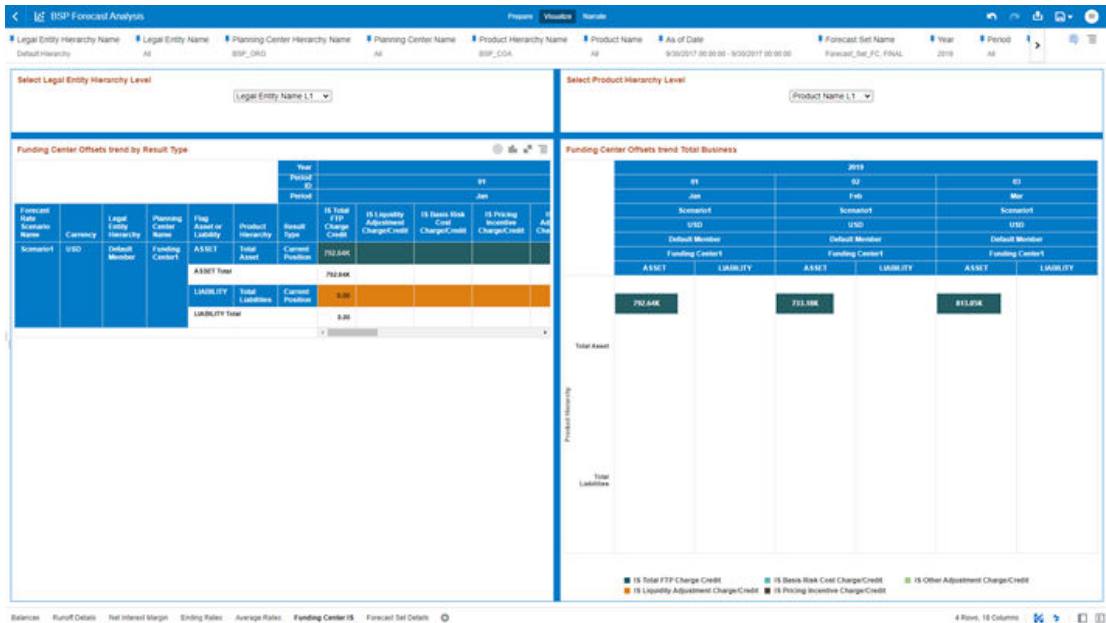 BSP Forecast Analysis
Prepare Visualize Narrate
Legal Entity Hierarchy Name Legal Entity Name Planning Center Hierarchy Name Planning Center Name Product Hierarchy Name Product Name As of Date Forecast Set Name Year Period
Default Hierarchy All BSP_ORG All BSP_COA All 9/30/2017 00:00:00 - 9/30/2017 00:00:00 Forecast_Set_FC, FINAL All
Select Legal Entity Hierarchy Level
Legal Entity Name L1
Select Product Hierarchy Level
Product Name L1
Funding Center Offsets trend by Result Type
Year
Period ID 01
Period Jan
Forecast Rate Scenario Name
Currency
Legal Entity Hierarchy
Planning Center Name
Flag Asset or Liability
Product Hierarchy
Result Type
IS Total FTP Charge Credit
IS Liquidity Adjustment Charge/Credit
IS Basis Risk Cost Charge/Credit
IS Pricing Incentive Charge/Credit
Scenario1 USD Default Member Funding Center1 ASSET Total Asset Current Position 792.64K
ASSET Total 792.64K
LIABILITY Total Liabilities Current Position 0.00
LIABILITY Total 0.00
Funding Center Offsets trend Total Business
01 02 03
Jan Feb Mar
Scenario1 Scenario1 Scenario1
USD USD USD
Default Member Default Member Default Member
Funding Center1 Funding Center1 Funding Center1
ASSET LIABILITY ASSET LIABILITY ASSET LIABILITY
792.64K 733.18K 813.05K
Total Asset
Product Hierarchy
Total Liabilities
IS Total FTP Charge Credit IS Basis Risk Cost Charge/Credit IS Other Adjustment Charge/Credit
IS Liquidity Adjustment Charge/Credit IS Pricing Incentive Charge/Credit
Balances Runoff Details Net Interest Margin Ending Rates Average Rates Funding Center IS Forecast Set Details
4 Rows, 18 Columns